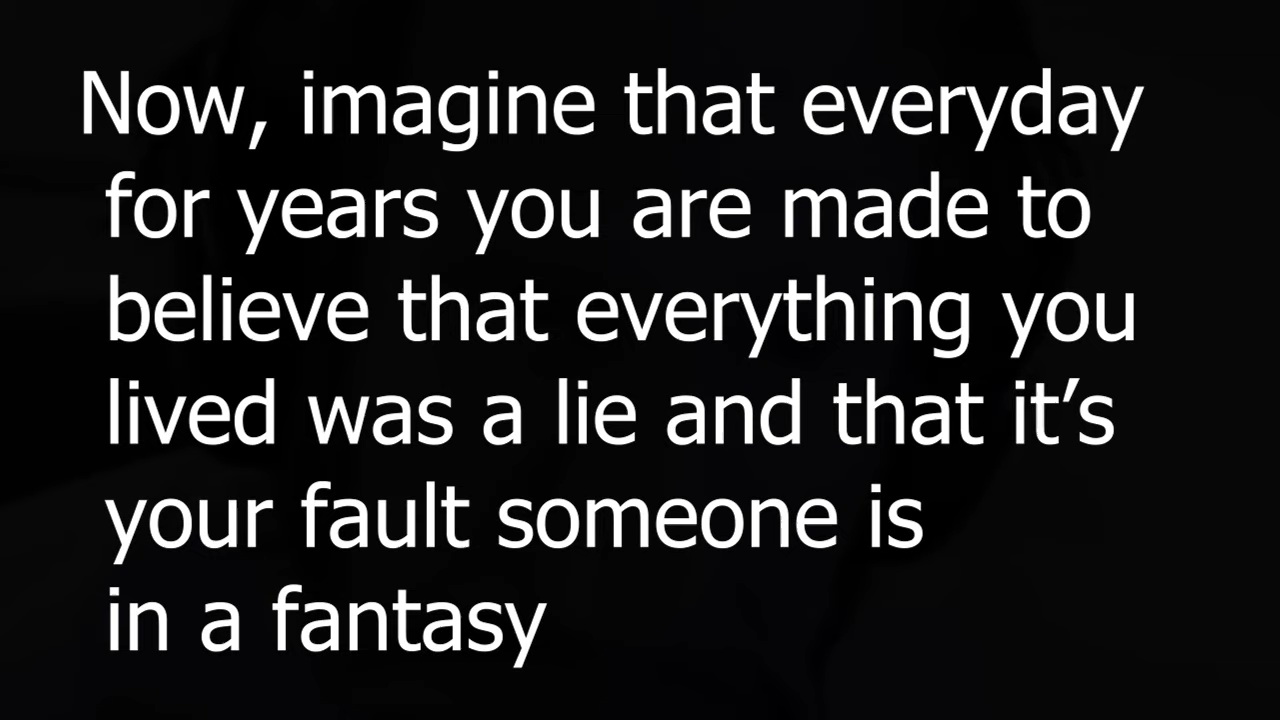 Now, imagine that everyday
for years you are made to
believe that everything you
lived was a lie and that it’s
your fault someone is
in a fantasy